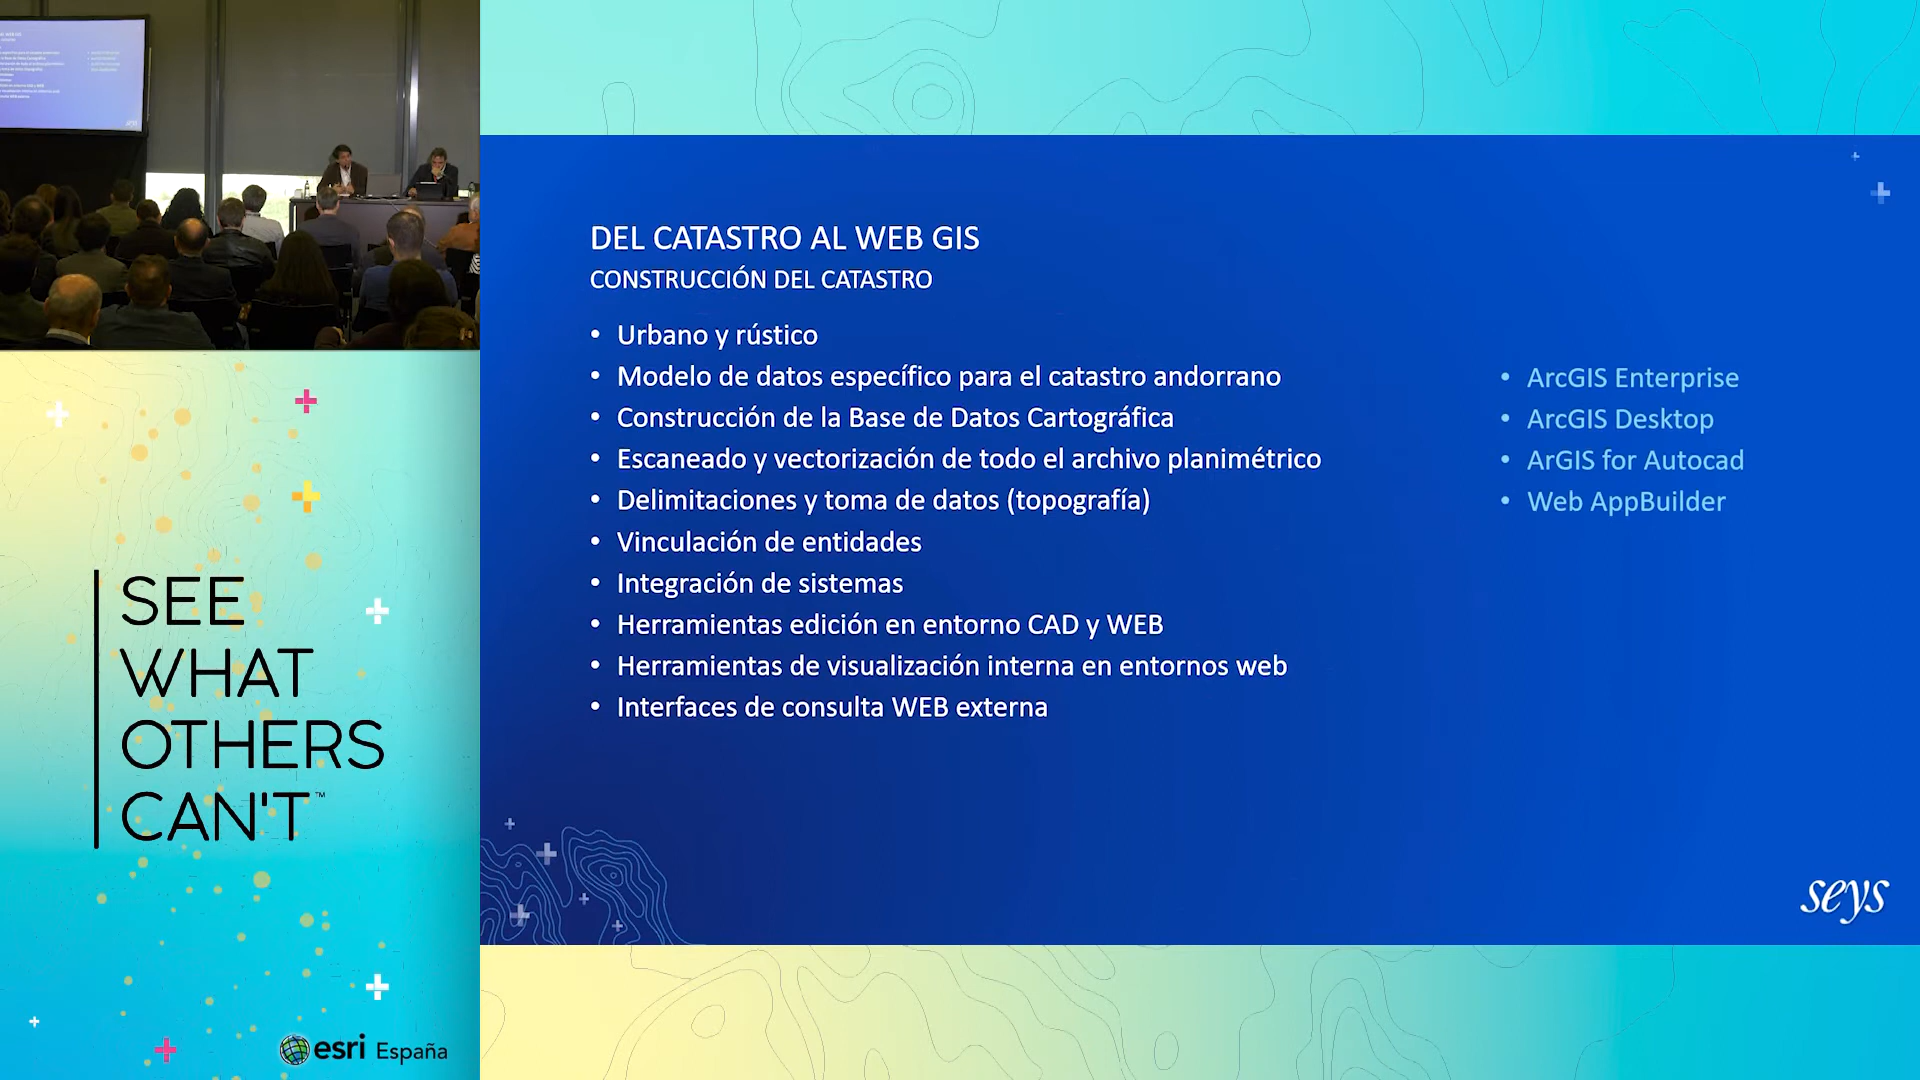 DEL CATASTRO AL WEB GIS
CONSTRUCCIÓN DEL CATASTRO
• Urbano y rústico
• Modelo de datos específico para el catastro andorrano
• Construcción de la Base de Datos Cartográfica
• Escaneado y vectorización de todo el archivo planimétrico
• Delimitaciones y toma de datos (topografía)
• Vinculación de entidades
• Integración de sistemas
• Herramientas edición en entorno CAD y WEB
• Herramientas de visualización interna en entornos web
• Interfaces de consulta WEB externa
• ArcGIS Enterprise
• ArcGIS Desktop
• ArGIS for Autocad
• Web AppBuilder
seys
SEE
WHAT
OTHERS
CAN'T™
esri España